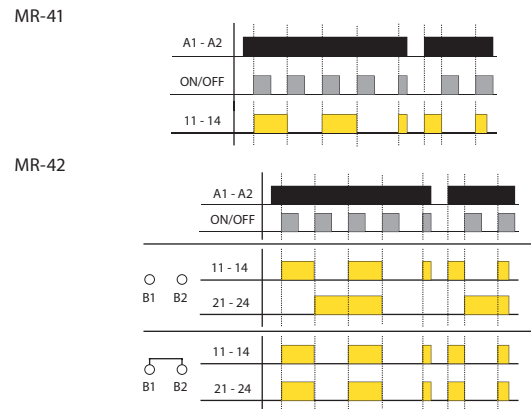 MR-41
A1 - A2
ON/OFF
11 - 14
MR-42
A1 - A2
ON/OFF
11 - 14
B1 B2
21 - 24
11 - 14
B1 B2
21 - 24